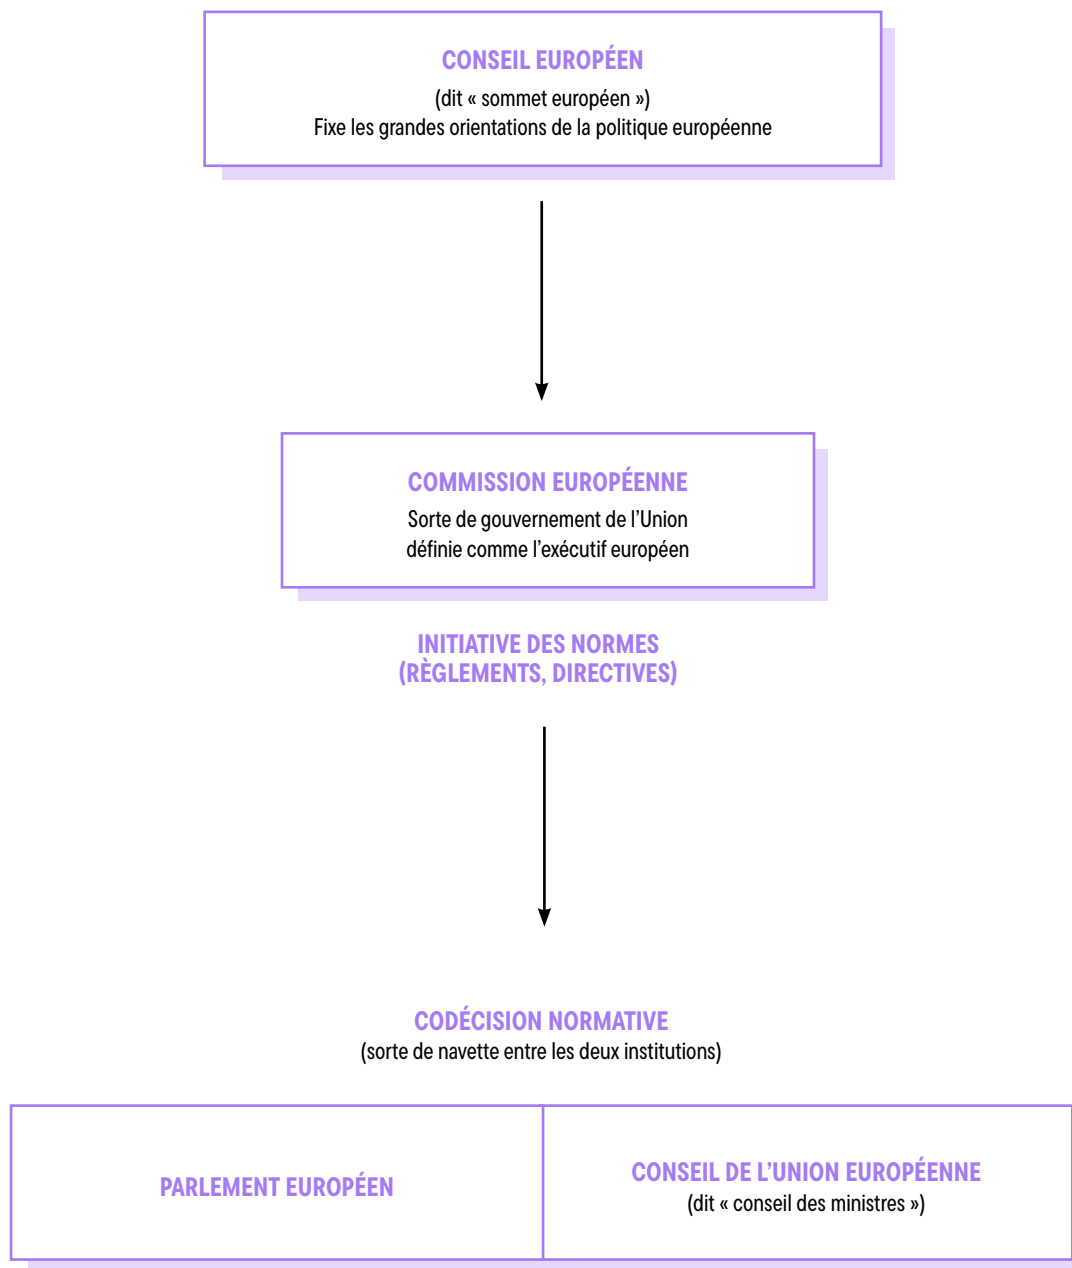 CONSEIL EUROPÉEN
(dit « sommet européen »)
Fixe les grandes orientations de la politique européenne
COMMISSION EUROPÉENNE
Sorte de gouvernement de l’Union
définie comme l’exécutif européen
INITIATIVE DES NORMES
(RÈGLEMENTS, DIRECTIVES)
CODÉCISION NORMATIVE
(sorte de navette entre les deux institutions)
PARLEMENT EUROPÉEN
CONSEIL DE L’UNION EUROPÉENNE
(dit « conseil des ministres »)